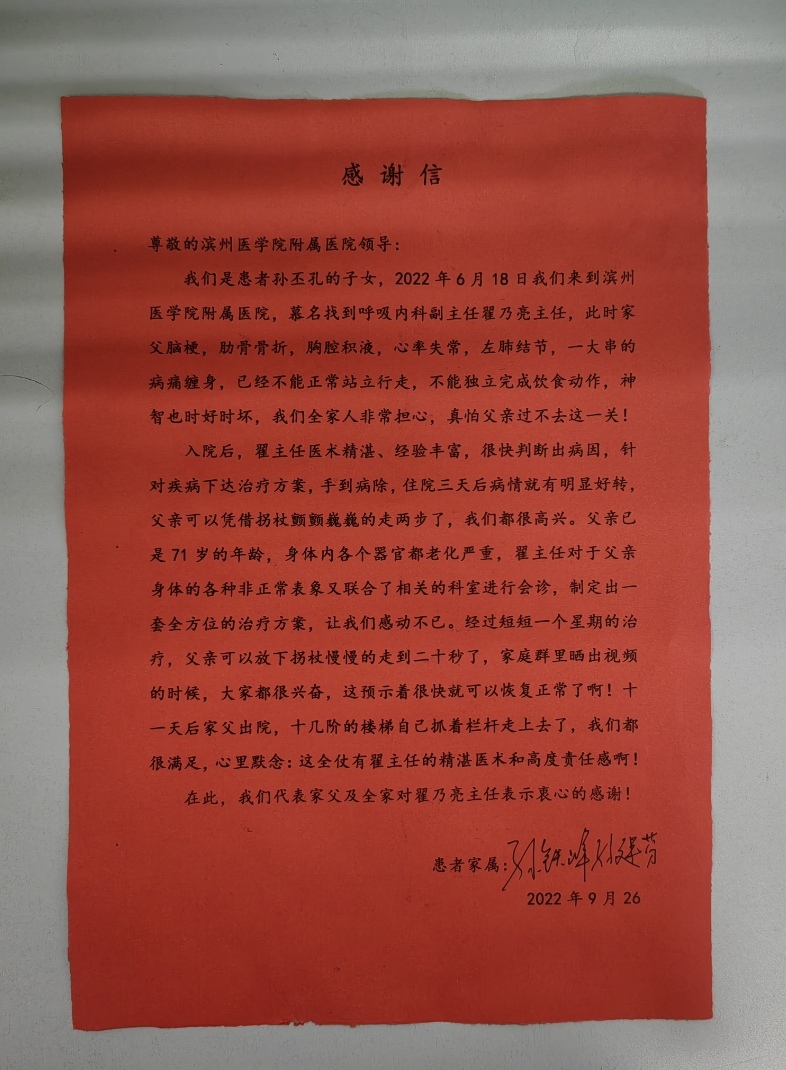 感谢信
尊敬的滨州医学院附属医院领导：
我们是患者孙丕孔的子女，2022年6月18日我们来到滨州
医学院附属医院，慕名找到呼吸内科副主任翟乃亮主任，此时家
父脑梗，肋骨骨折，胸腔积液，心率失常，左肺结节，一大串的
病痛缠身，已经不能正常站立行走，不能独立完成饮食动作，神
智也时好时坏，我们全家人非常担心，真怕父亲过不去这一关！
入院后，翟主任医术精湛、经验丰富，很快判断出病因，针
对疾病下达治疗方案，手到病除，住院三天后病情就有明显好转，
父亲可以凭借拐杖颤颤巍巍的走两步了，我们都很高兴。父亲已
是71岁的年龄，身体内各个器官都老化严重，翟主任对于父亲
身体的各种非正常表象又联合了相关的科室进行会诊，制定出一
套全方位的治疗方案，让我们感动不已。经过短短一个星期的治
疗，父亲可以放下拐杖慢慢的走到二十秒了，家庭群里晒出视频
的时候，大家都很兴奋，这预示着很快就可以恢复正常了啊！十
一天后家父出院，十几阶的楼梯自己抓着栏杆走上去了，我们都
很满足，心里默念：这全仗有翟主任的精湛医术和高度责任感啊！
在此，我们代表家父及全家对翟乃亮主任表示衷心的感谢！
患者家属：
2022年9月26